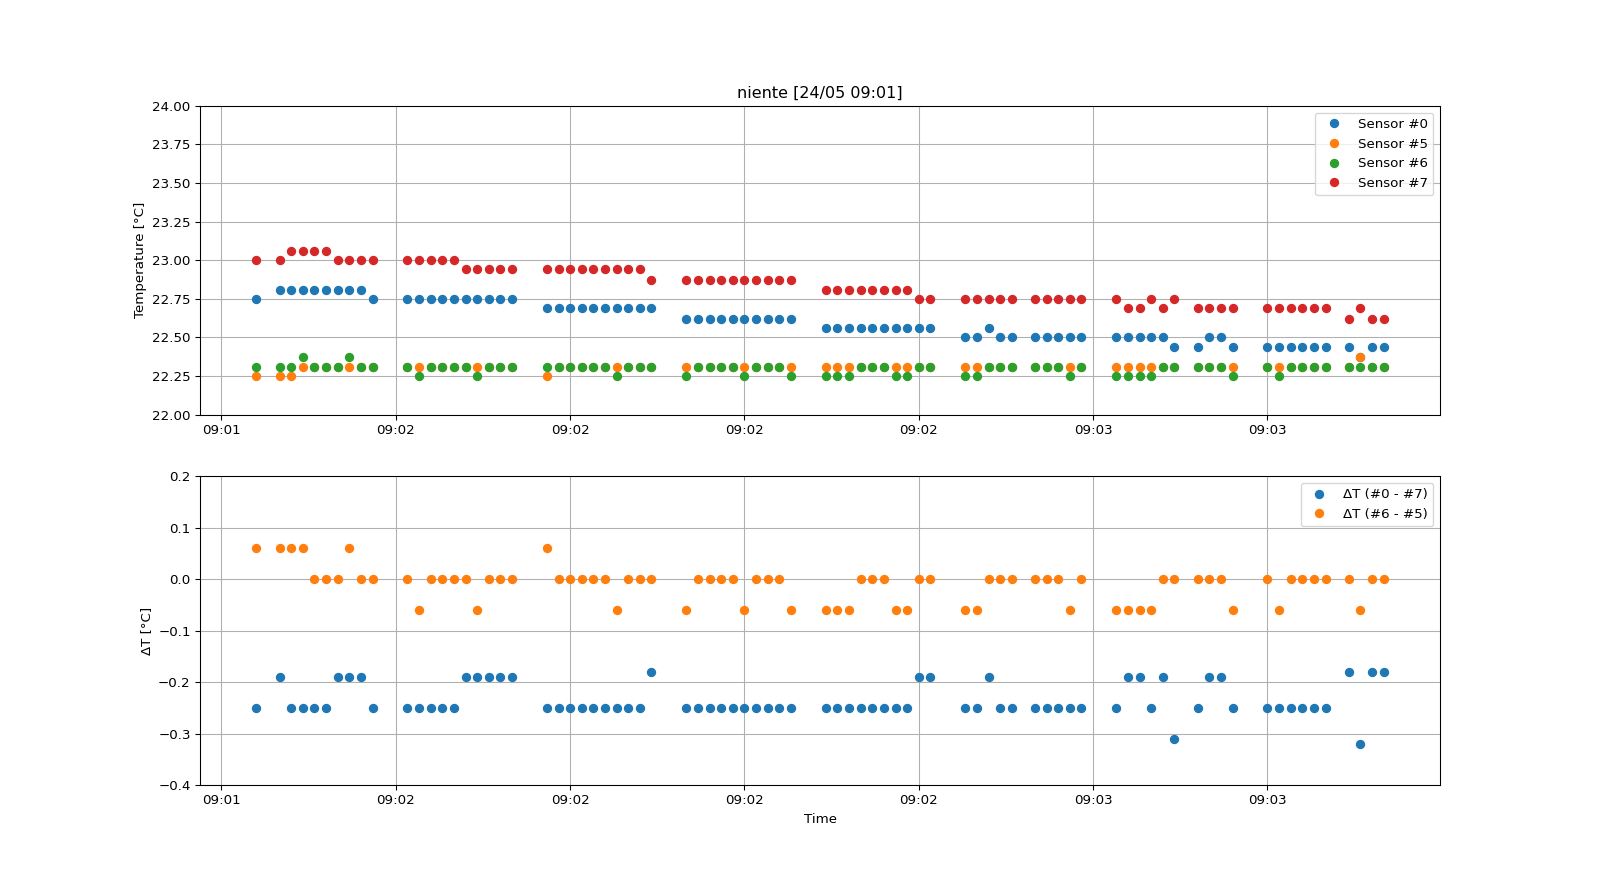 niente [24/05 09:01]
24.00
23.75
23.50
23.25
23.00
22.75
22.50
22.25
22.00
Temperature [°C]
Sensor #0
Sensor #5
Sensor #6
Sensor #7
09:01 09:02 09:02 09:02 09:02 09:03 09:03
0.2
0.1
0.0
−0.1
−0.2
−0.3
−0.4
ΔT [°C]
ΔT (#0 - #7)
ΔT (#6 - #5)
09:01 09:02 09:02 09:02 09:02 09:03 09:03
Time